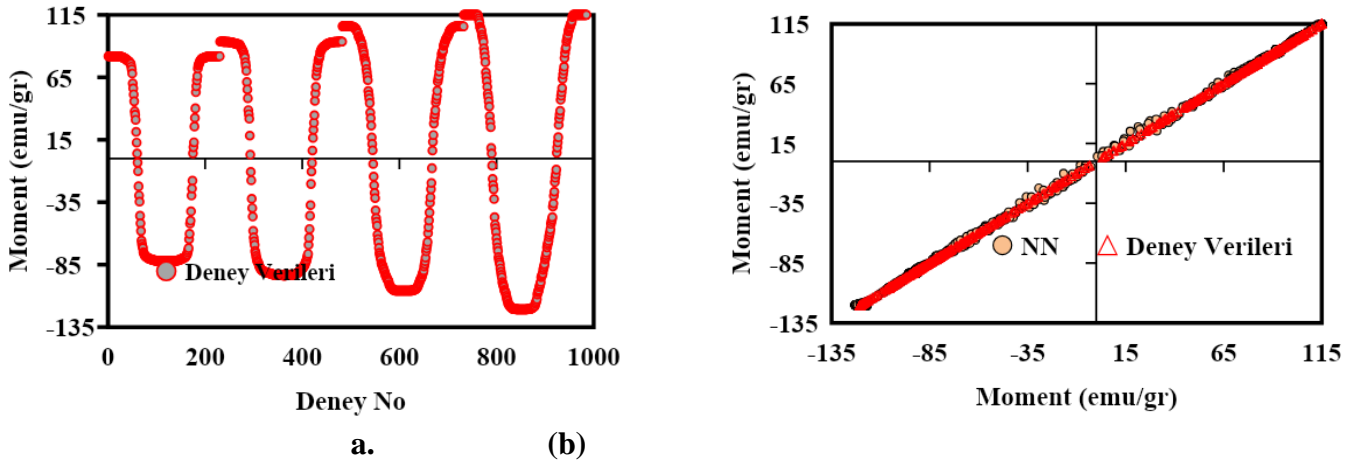 115
65
15
-35
-85
-135
Moment (emu/gr)
Deney Verileri
0 200 400 600 800 1000
Deney No
a. (b)
115
65
15
-35
-85
-135
Moment (emu/gr)
NN Deney Verileri
-135 -85 -35 15 65 115
Moment (emu/gr)